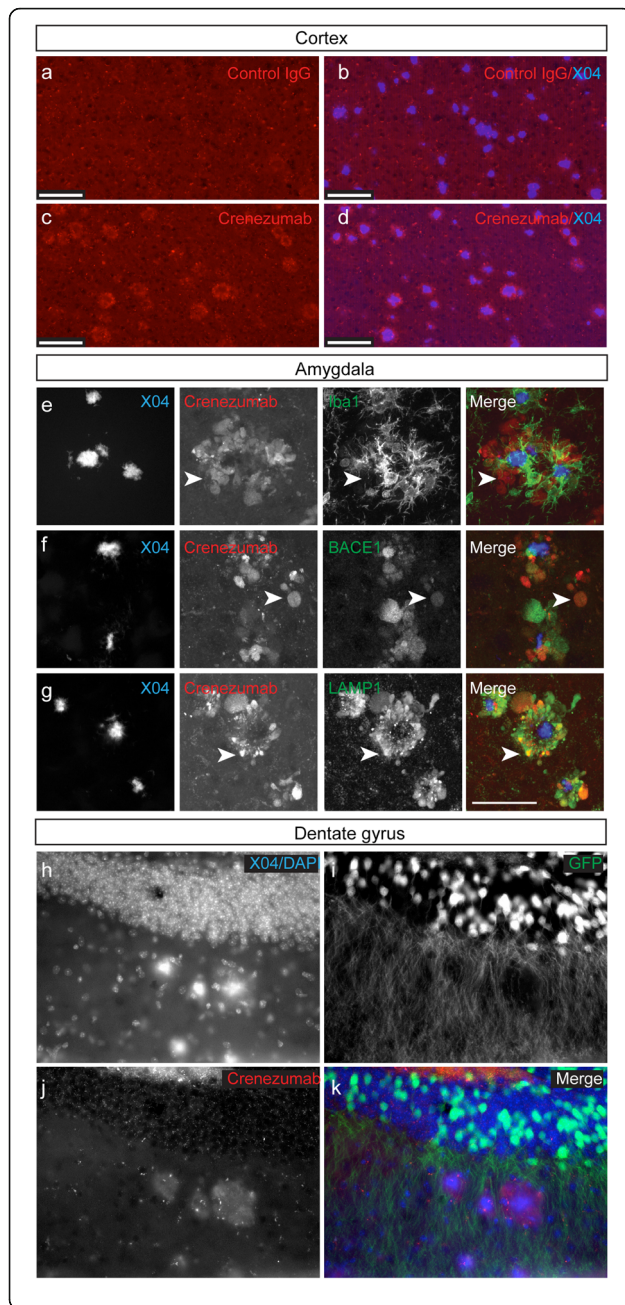 Cortex
a Control IgG
b Control IgG/X04
c Crenezumab
d Crenezumab/X04
Amygdala
e X04 Crenezumab Iba1 Merge
f X04 Crenezumab BACE1 Merge
g X04 Crenezumab LAMP1 Merge
Dentate gyrus
h X04/DAPI
i GFP
j Crenezumab
k Merge